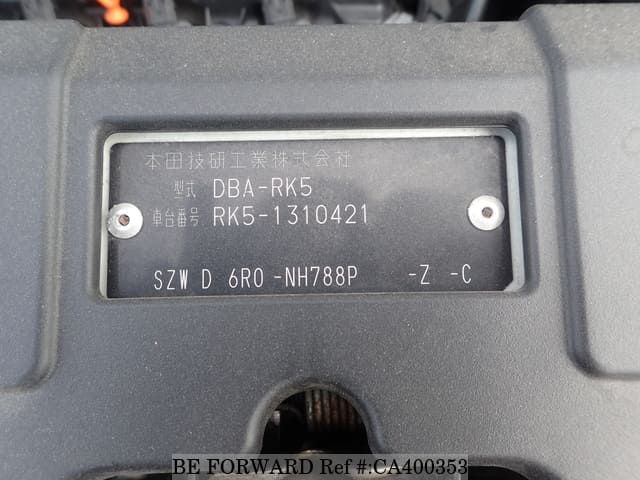 本田技研工業株式会社
型式 DBA-RK5
車台番号 RK5-1310421
SZW D 6R0 -NH788P -Z -C
BE FORWARD Ref #:CA400353